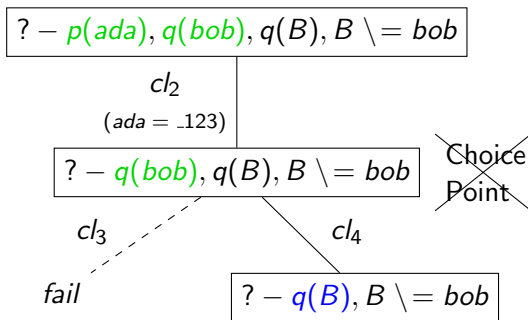 ? − p(ada), q(bob), q(B), B \ = bob
cl2
(ada = _123)
? − q(bob), q(B), B \ = bob
Choice
Point
cl3
cl4
fail
? − q(B), B \ = bob